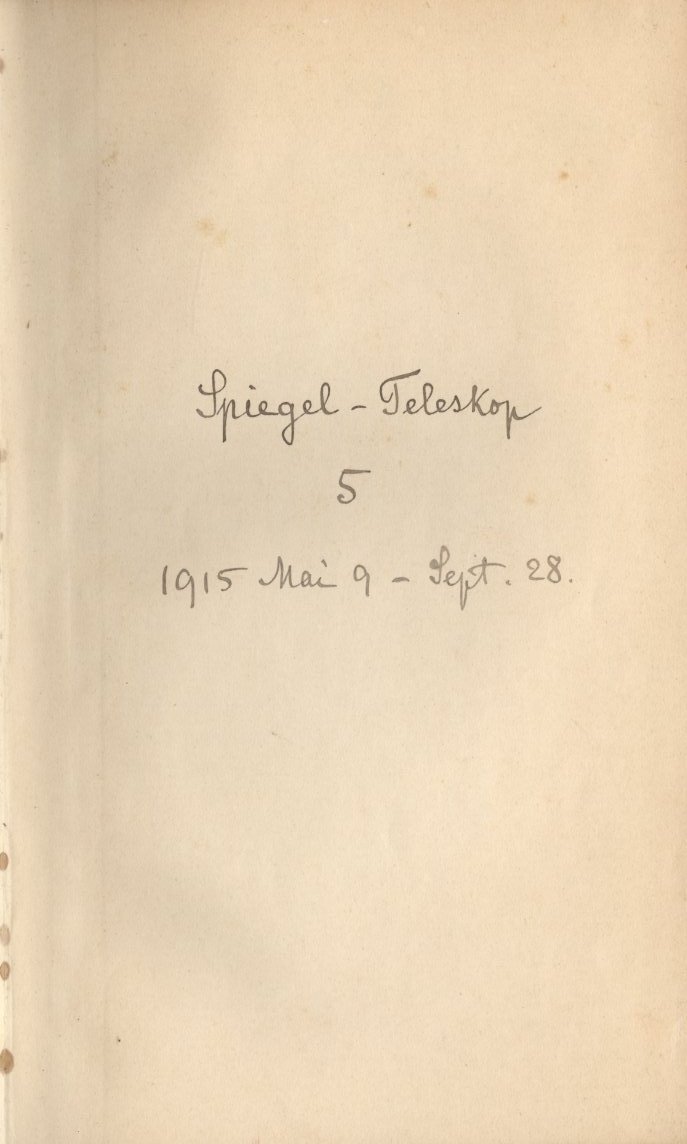 Spiegel - Teleskop
5
1915 Mai 9 - Sept. 28.